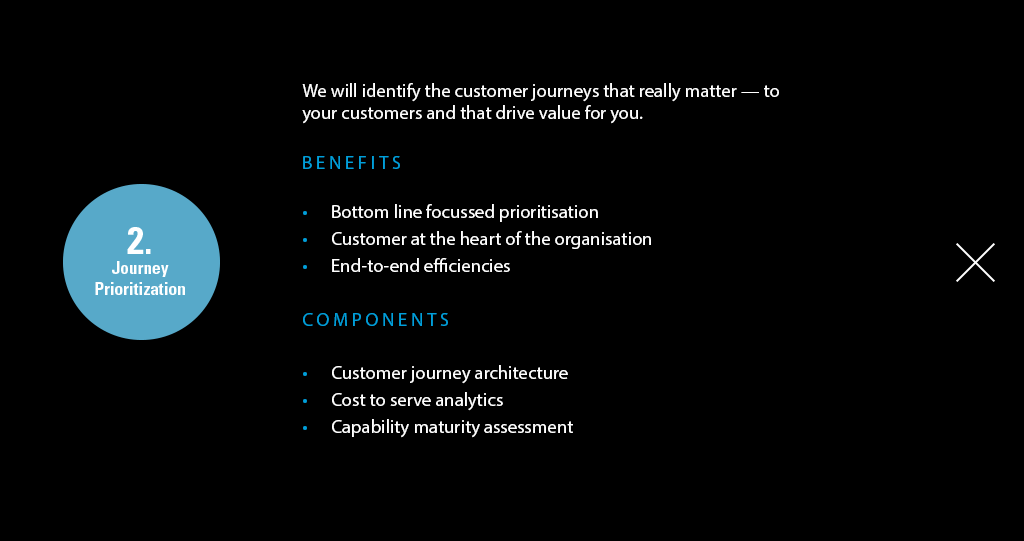 2.
Journey
Prioritization
We will identify the customer journeys that really matter — to
your customers and that drive value for you.
BENEFITS
• Bottom line focussed prioritisation
• Customer at the heart of the organisation
• End-to-end efficiencies
COMPONENTS
• Customer journey architecture
• Cost to serve analytics
• Capability maturity assessment